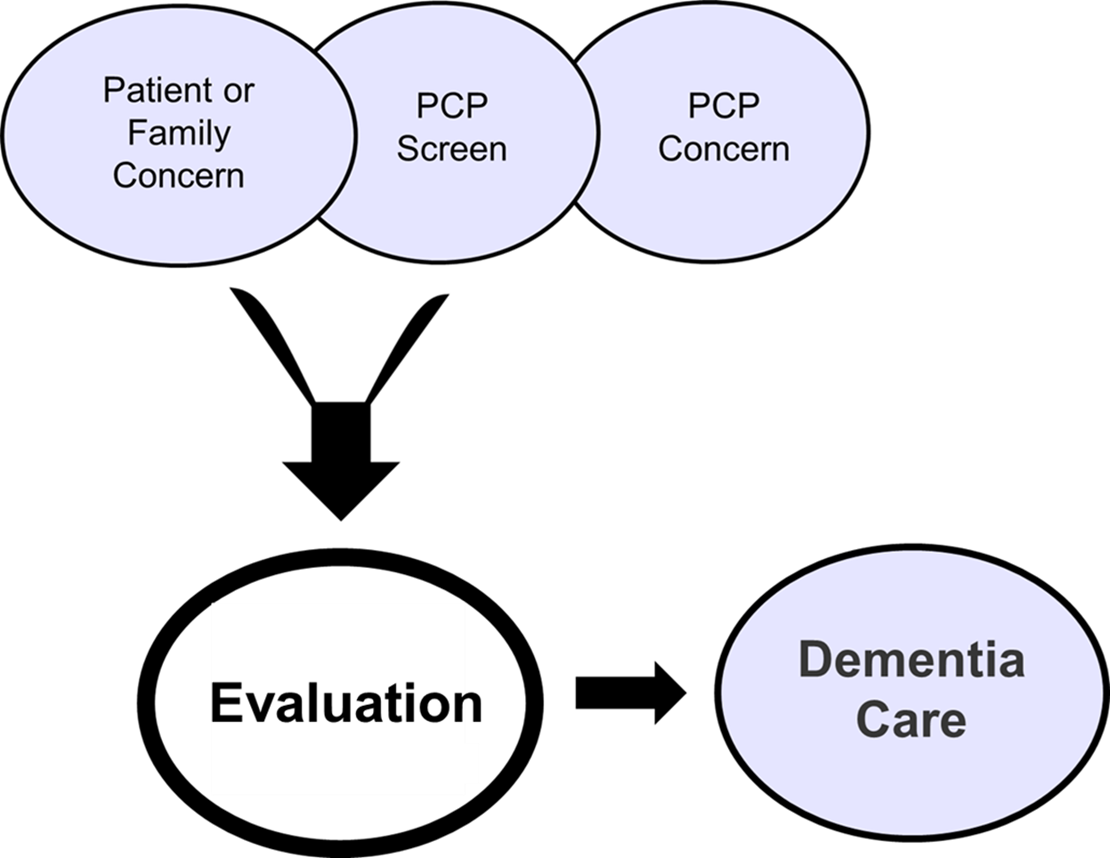 Patient or
Family
Concern
PCP
Screen
PCP
Concern
Evaluation
Dementia
Care